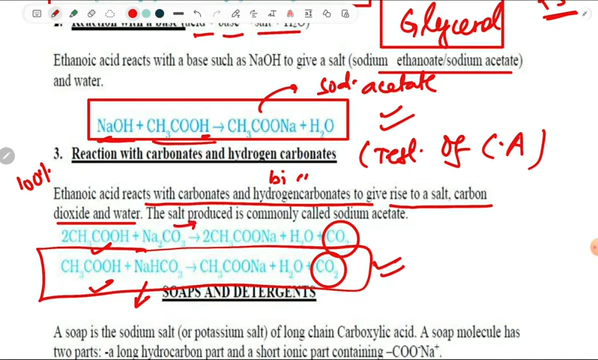 2. Reaction with a base (acid + base → salt + H₂O)
Glycerol
Ethanoic acid reacts with a base such as NaOH to give a salt (sodium ethanoate/sodium acetate)
and water.
sod. acetate
NaOH + CH₃COOH → CH₃COONa + H₂O
(Test of C.A)
3. Reaction with carbonates and hydrogen carbonates
100%
bi "
Ethanoic acid reacts with carbonates and hydrogencarbonates to give rise to a salt, carbon
dioxide and water. The salt produced is commonly called sodium acetate.
2CH₃COOH + Na₂CO₃ → 2CH₃COONa + H₂O + CO₂
CH₃COOH + NaHCO₃ → CH₃COONa + H₂O + CO₂
SOAPS AND DETERGENTS
A soap is the sodium salt (or potassium salt) of long chain Carboxylic acid. A soap molecule has
two parts: -a long hydrocarbon part and a short ionic part containing –COO⁻Na⁺.